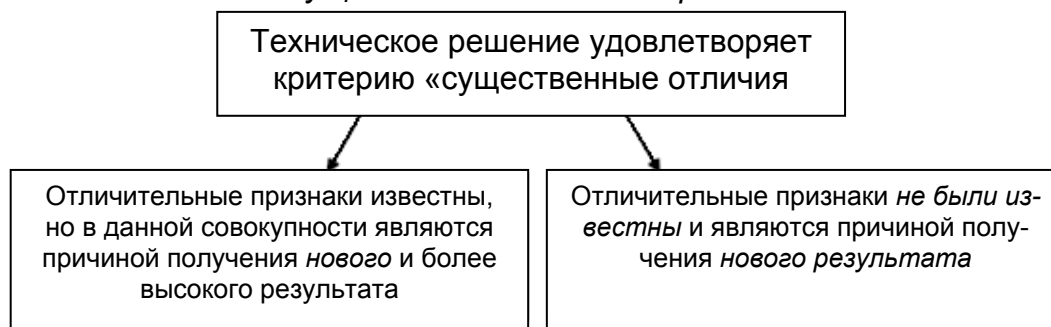 Техническое решение удовлетворяет
критерию «существенные отличия
Отличительные признаки известны,
но в данной совокупности являются
причиной получения нового и более
высокого результата
Отличительные признаки не были из-
вестны и являются причиной полу-
чения нового результата